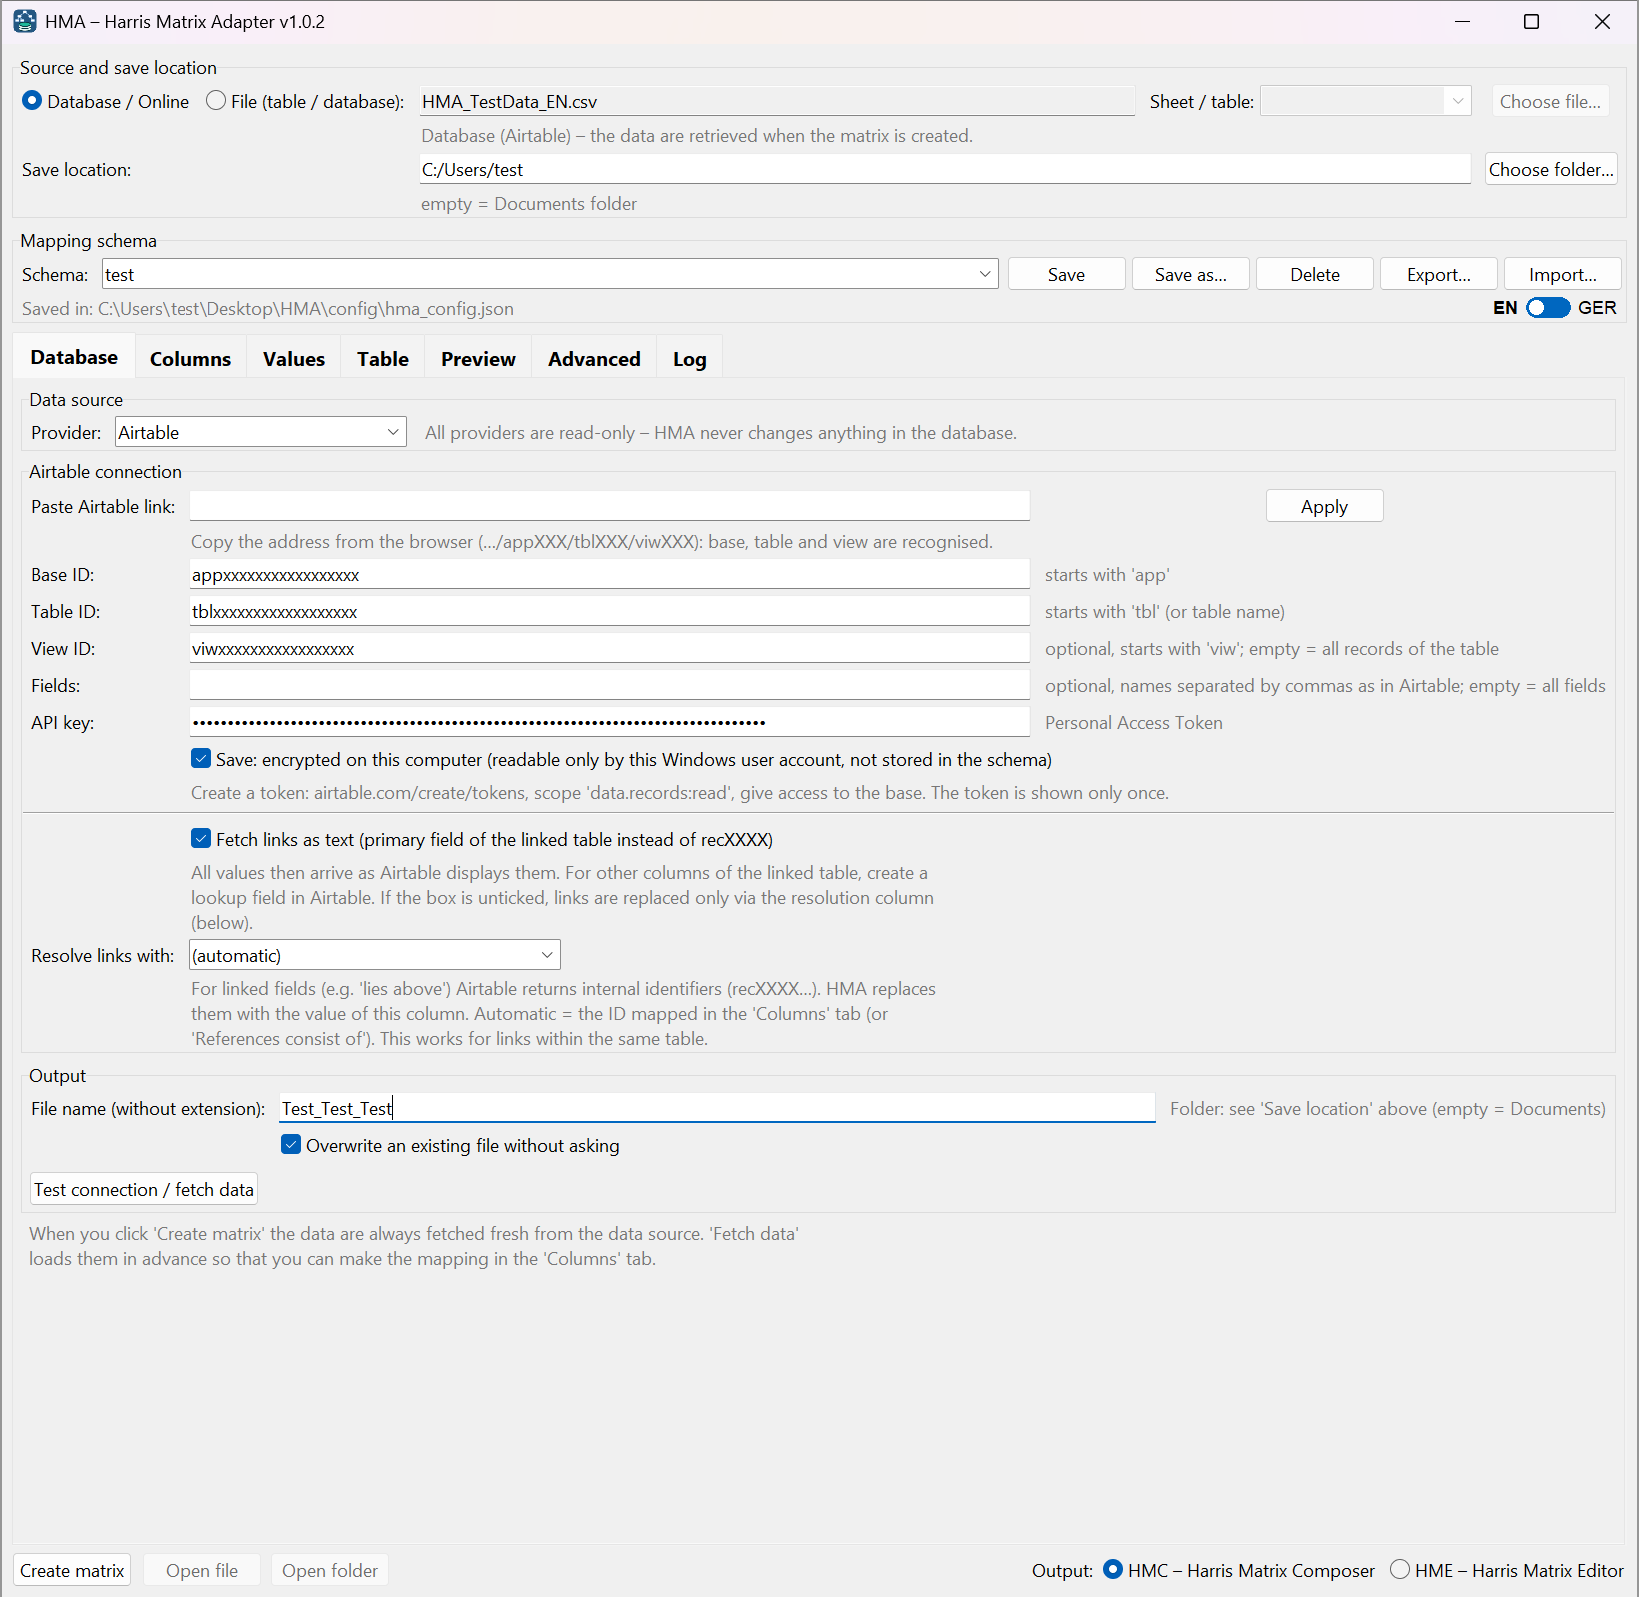 HMA – Harris Matrix Adapter v1.0.2
Source and save location
Database / Online File (table / database): HMA_TestData_EN.csv Sheet / table: Choose file...
Database (Airtable) – the data are retrieved when the matrix is created.
Save location: C:/Users/test Choose folder...
empty = Documents folder
Mapping schema
Schema: test Save Save as... Delete Export... Import...
Saved in: C:\Users\test\Desktop\HMA\config\hma_config.json EN GER
Database Columns Values Table Preview Advanced Log
Data source
Provider: Airtable All providers are read-only – HMA never changes anything in the database.
Airtable connection
Paste Airtable link: Apply
Copy the address from the browser (.../appXXX/tblXXX/viwXXX): base, table and view are recognised.
Base ID: appxxxxxxxxxxxxxxxxx starts with 'app'
Table ID: tblxxxxxxxxxxxxxxxxxx starts with 'tbl' (or table name)
View ID: viwxxxxxxxxxxxxxxxxx optional, starts with 'viw'; empty = all records of the table
Fields: optional, names separated by commas as in Airtable; empty = all fields
API key: •••••••••••••••••••••••••••••••••••••••••••••••••••••••••••••••••••••••••••••••••• Personal Access Token
Save: encrypted on this computer (readable only by this Windows user account, not stored in the schema)
Create a token: airtable.com/create/tokens, scope 'data.records:read', give access to the base. The token is shown only once.
Fetch links as text (primary field of the linked table instead of recXXXX)
All values then arrive as Airtable displays them. For other columns of the linked table, create a
lookup field in Airtable. If the box is unticked, links are replaced only via the resolution column
(below).
Resolve links with: (automatic)
For linked fields (e.g. 'lies above') Airtable returns internal identifiers (recXXXX...). HMA replaces
them with the value of this column. Automatic = the ID mapped in the 'Columns' tab (or
'References consist of'). This works for links within the same table.
Output
File name (without extension): Test_Test_Test Folder: see 'Save location' above (empty = Documents)
Overwrite an existing file without asking
Test connection / fetch data
When you click 'Create matrix' the data are always fetched fresh from the data source. 'Fetch data'
loads them in advance so that you can make the mapping in the 'Columns' tab.
Create matrix Open file Open folder Output: HMC – Harris Matrix Composer HME – Harris Matrix Editor